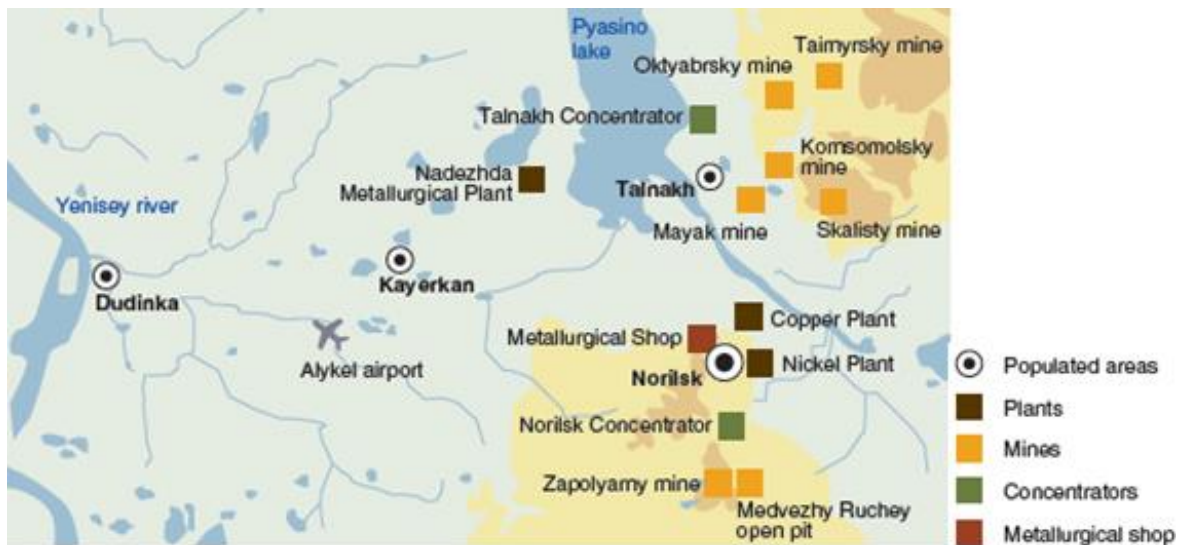 Pyasino
lake
Taimyrsky mine
Oktyabrsky mine
Talnakh Concentrator
Komsomolsky
mine
Nadezhda
Metallurgical Plant
Talnakh
Yenisey river
Mayak mine
Skalisty mine
Kayerkan
Dudinka
Copper Plant
Metallurgical Shop
Alykel airport
Norilsk
Nickel Plant
Populated areas
Plants
Norilsk Concentrator
Mines
Zapolyarny mine
Medvezhy Ruchey
open pit
Concentrators
Metallurgical shop